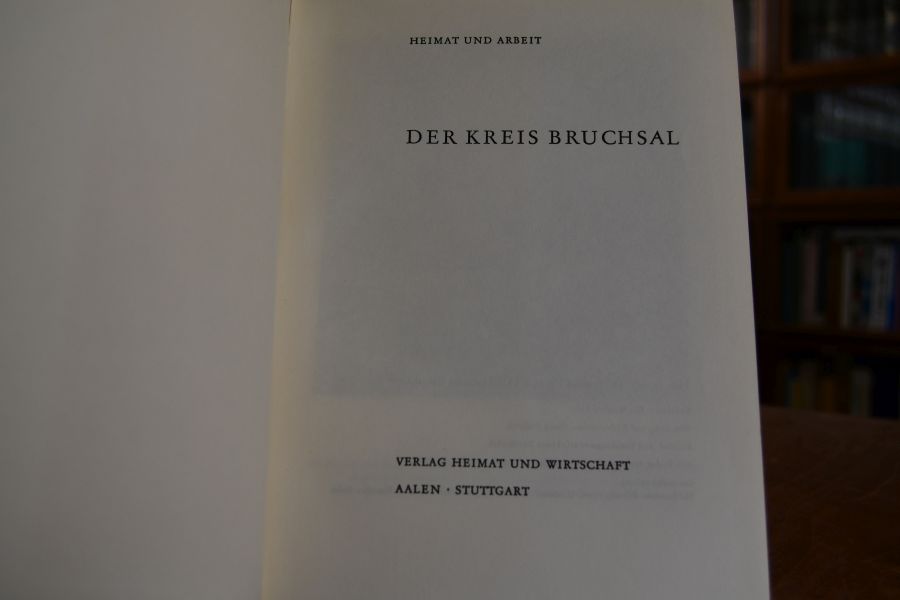 HEIMAT UND ARBEIT
DER KREIS BRUCHSAL
VERLAG HEIMAT UND WIRTSCHAFT
AALEN · STUTTGART